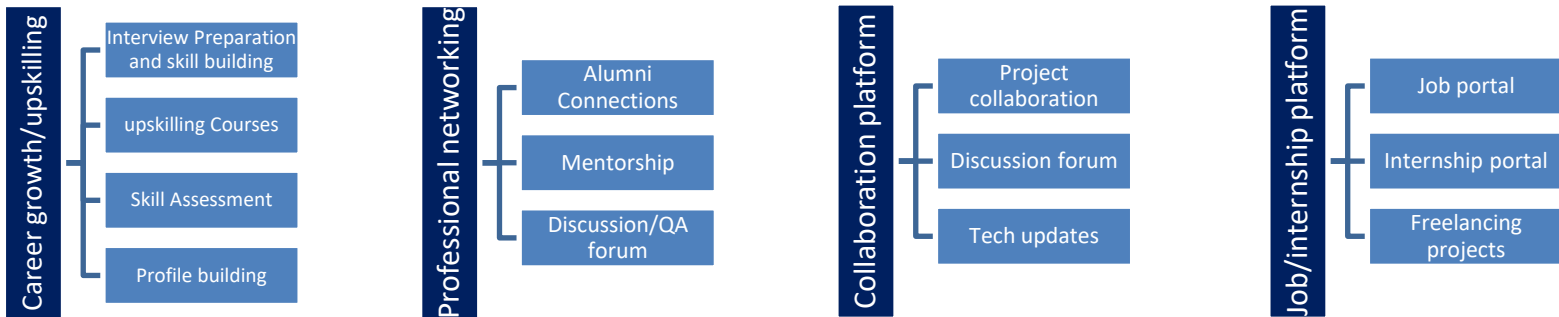 Career growth/upskilling
Interview Preparation
and skill building
upskilling Courses
Skill Assessment
Profile building
Professional networking
Alumni
Connections
Mentorship
Discussion/QA
forum
Collaboration platform
Project
collaboration
Discussion forum
Tech updates
Job/internship platform
Job portal
Internship portal
Freelancing
projects